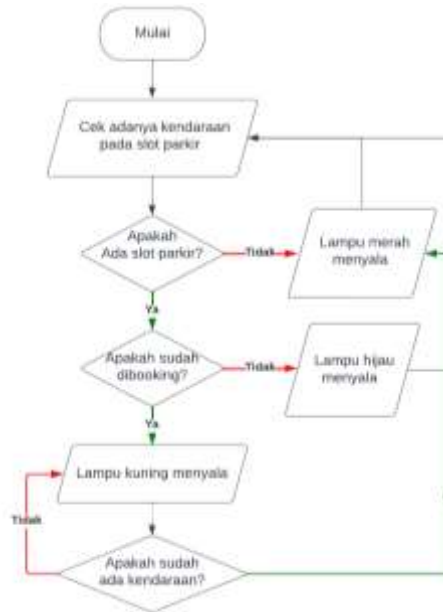 Mulai
Cek adanya kendaraan
pada slot parkir
Apakah
Ada slot parkir?
Tidak
Lampu merah
menyala
Ya
Apakah sudah
dibooking?
Tidak
Lampu hijau
menyala
Ya
Lampu kuning menyala
Tidak
Apakah sudah
ada kendaraan?